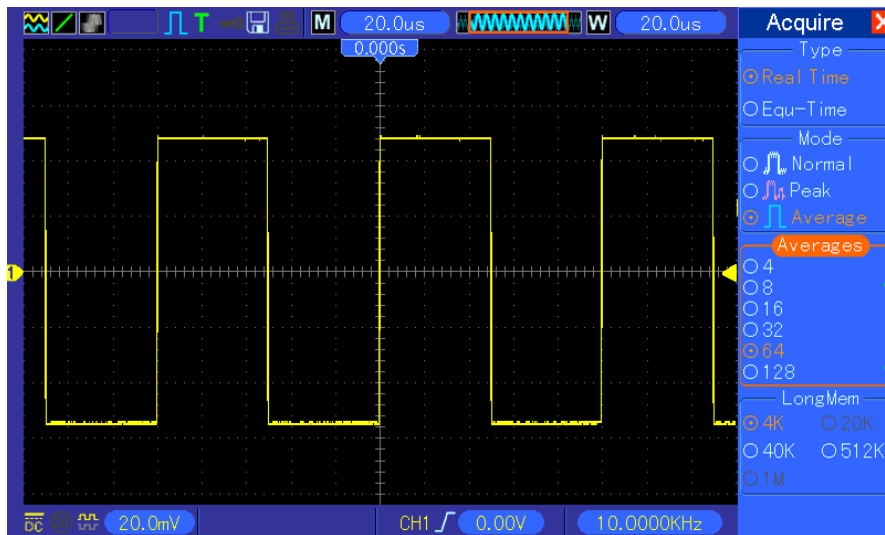 T M 20.0us W 20.0us
0.000s
Acquire
Type
Real Time
Equ-Time
Mode
Normal
Peak
Average
Averages
4
8
16
32
64
128
LongMem
4K 20K
40K 512K
1M
1
DC 20.0mV CH1 0.00V 10.0000KHz